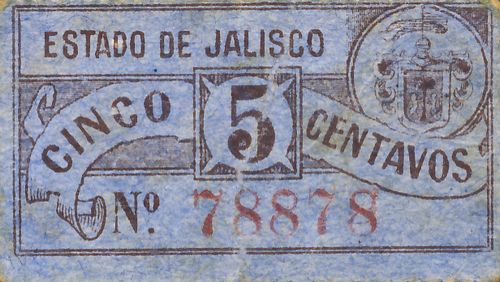 ESTADO DE JALISCO
CINCO 5 CENTAVOS
Nº. 78878